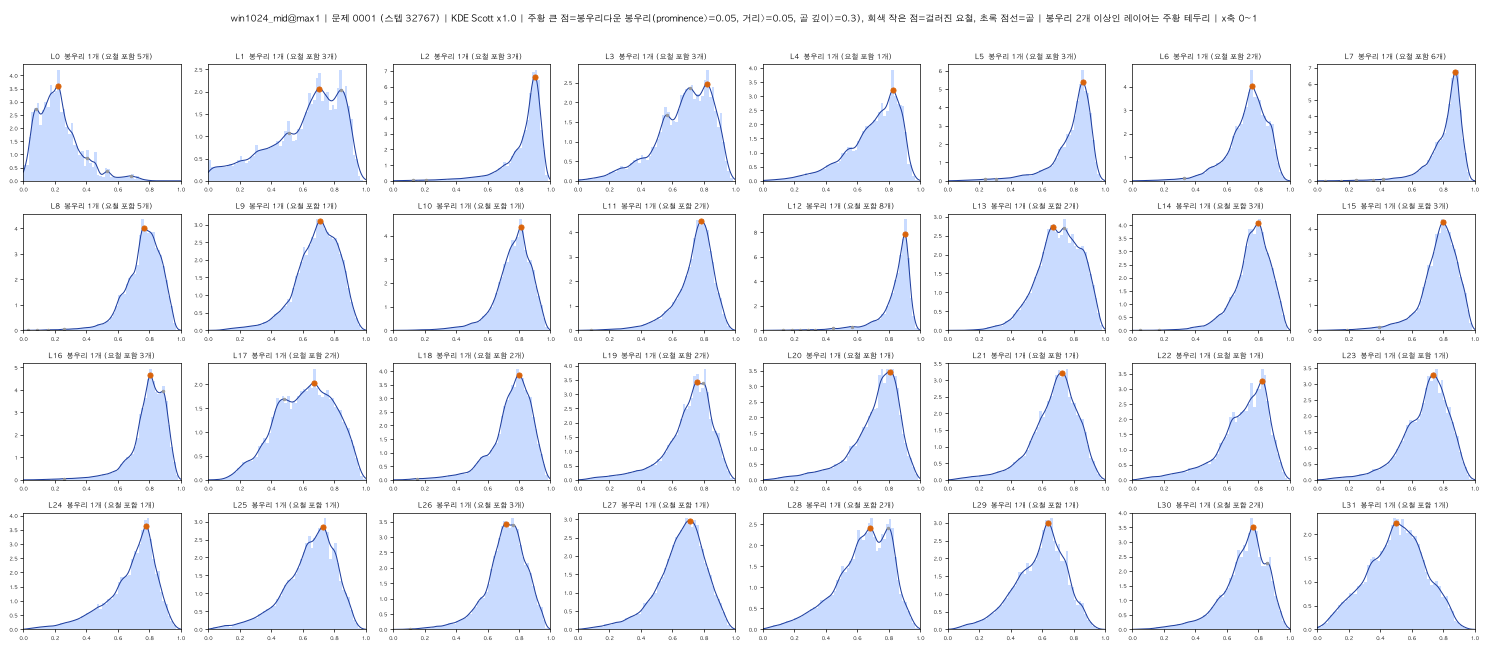 win1024_mid@max1 | 문제 0001 (스텝 32767) | KDE Scott x1.0 | 주황 큰 점=봉우리다운 봉우리(prominence>=0.05, 거리>=0.05, 골 깊이>=0.3), 회색 작은 점=걸러진 요철, 초록 점선=골 | 봉우리 2개 이상인 레이어는 주황 테두리 | x축 0~1
L0 봉우리 1개 (요철 포함 5개)
L1 봉우리 1개 (요철 포함 3개)
L2 봉우리 1개 (요철 포함 3개)
L3 봉우리 1개 (요철 포함 3개)
L4 봉우리 1개 (요철 포함 1개)
L5 봉우리 1개 (요철 포함 3개)
L6 봉우리 1개 (요철 포함 2개)
L7 봉우리 1개 (요철 포함 6개)
L8 봉우리 1개 (요철 포함 5개)
L9 봉우리 1개 (요철 포함 1개)
L10 봉우리 1개 (요철 포함 1개)
L11 봉우리 1개 (요철 포함 2개)
L12 봉우리 1개 (요철 포함 8개)
L13 봉우리 1개 (요철 포함 2개)
L14 봉우리 1개 (요철 포함 3개)
L15 봉우리 1개 (요철 포함 3개)
L16 봉우리 1개 (요철 포함 3개)
L17 봉우리 1개 (요철 포함 2개)
L18 봉우리 1개 (요철 포함 2개)
L19 봉우리 1개 (요철 포함 2개)
L20 봉우리 1개 (요철 포함 1개)
L21 봉우리 1개 (요철 포함 1개)
L22 봉우리 1개 (요철 포함 1개)
L23 봉우리 1개 (요철 포함 1개)
L24 봉우리 1개 (요철 포함 1개)
L25 봉우리 1개 (요철 포함 1개)
L26 봉우리 1개 (요철 포함 3개)
L27 봉우리 1개 (요철 포함 1개)
L28 봉우리 1개 (요철 포함 2개)
L29 봉우리 1개 (요철 포함 1개)
L30 봉우리 1개 (요철 포함 2개)
L31 봉우리 1개 (요철 포함 1개)